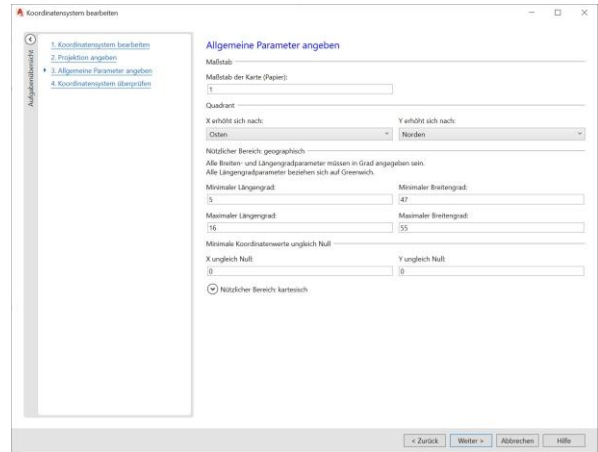 Koordinatensystem bearbeiten
Aufgabenübersicht
1. Koordinatensystem bearbeiten
2. Projektion angeben
3. Allgemeine Parameter angeben
4. Koordinatensystem überprüfen
Allgemeine Parameter angeben
Maßstab
Maßstab der Karte (Papier):
1
Quadrant
X erhöht sich nach: Y erhöht sich nach:
Osten Norden
Nützlicher Bereich: geographisch
Alle Breiten- und Längengradparameter müssen in Grad angegeben sein.
Alle Längengradparameter beziehen sich auf Greenwich.
Minimaler Längengrad: Minimaler Breitengrad:
5 47
Maximaler Längengrad: Maximaler Breitengrad:
16 55
Minimale Koordinatenwerte ungleich Null
X ungleich Null: Y ungleich Null:
0 0
Nützlicher Bereich: kartesisch
< Zurück Weiter > Abbrechen Hilfe